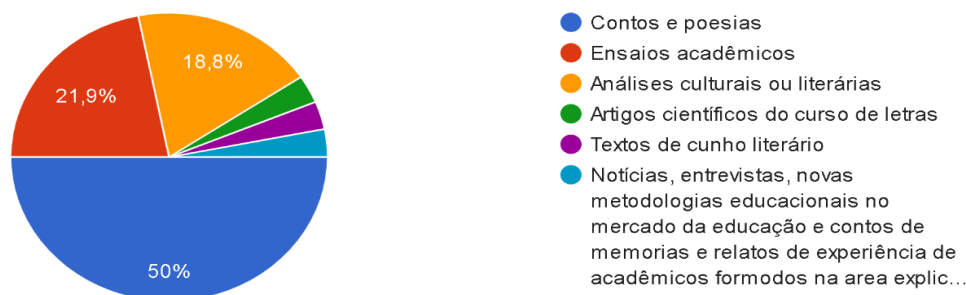 18,8%
21,9%
50%
Contos e poesias
Ensaios acadêmicos
Análises culturais ou literárias
Artigos científicos do curso de letras
Textos de cunho literário
Notícias, entrevistas, novas
metodologias educacionais no
mercado da educação e contos de
memorias e relatos de experiência de
acadêmicos formodos na area explic…